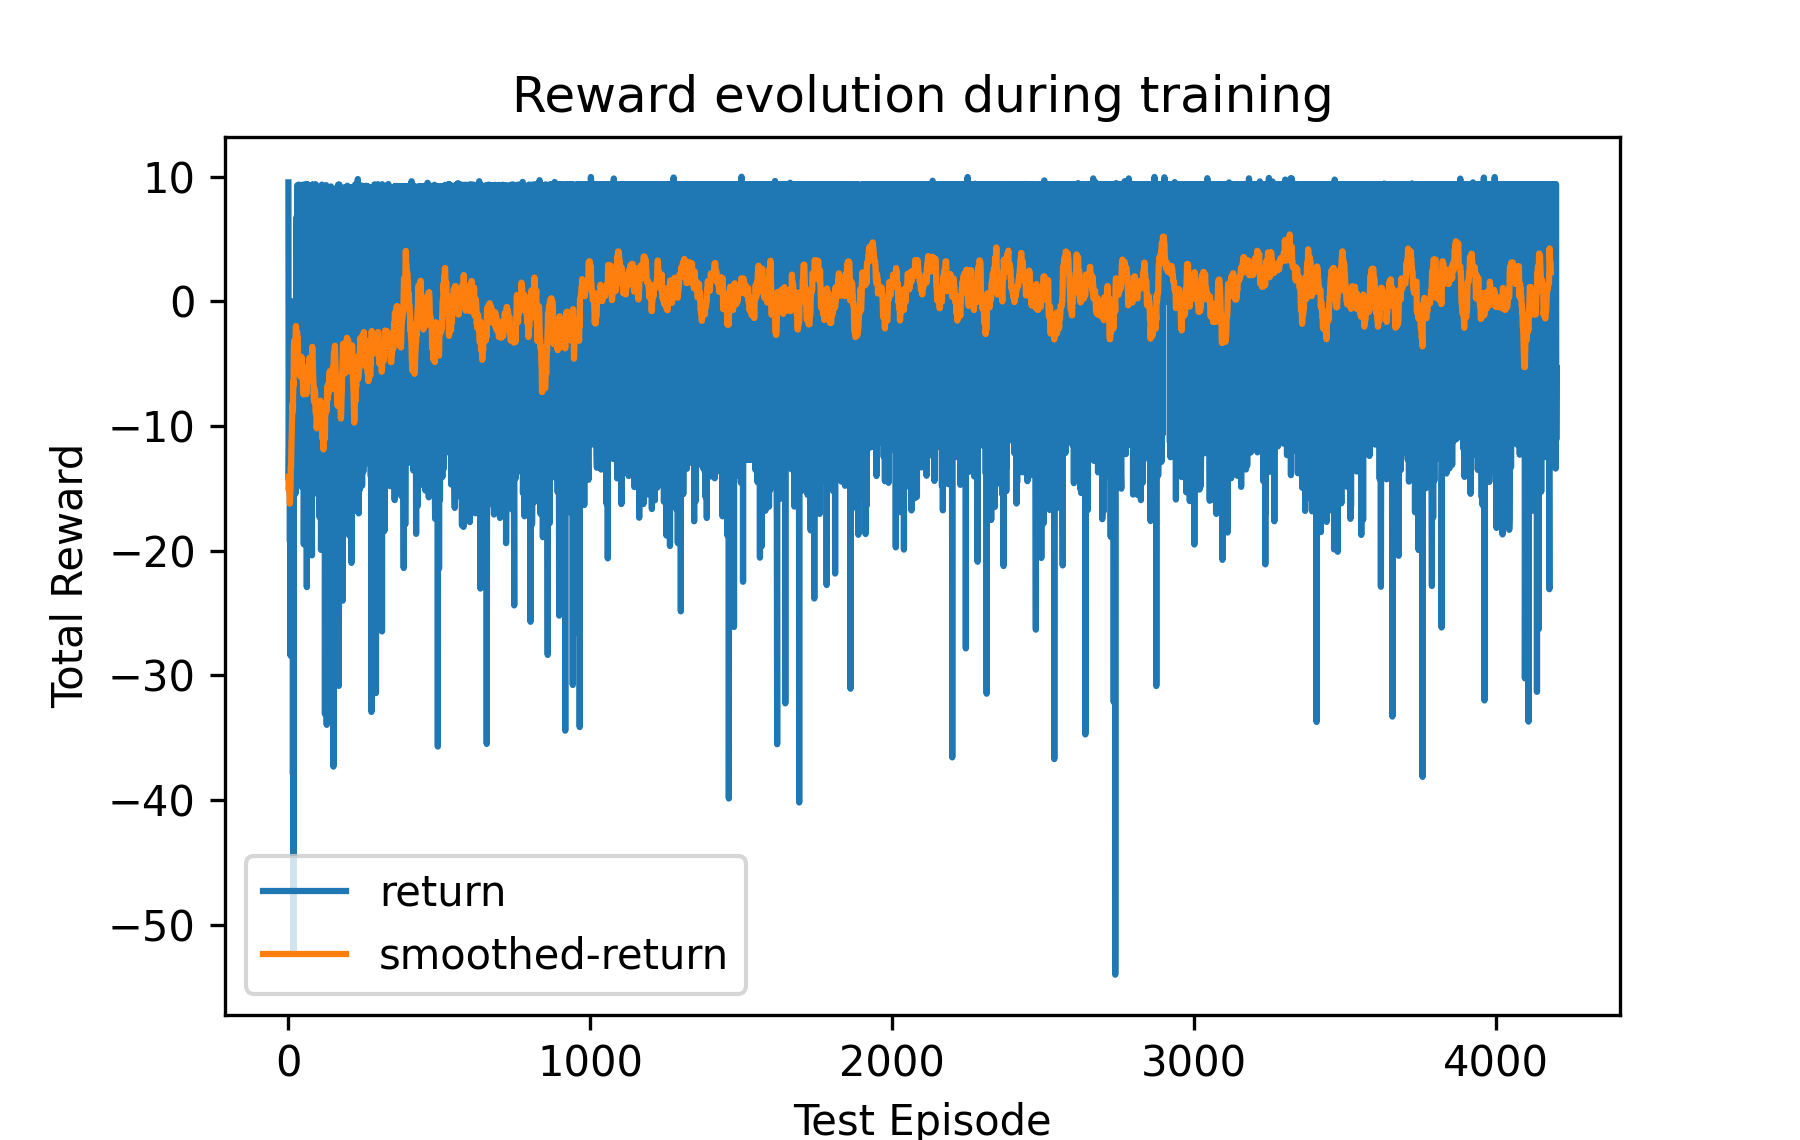 Reward evolution during training
10
0
−10
−20
−30
−40
−50
Total Reward
return
smoothed-return
0 1000 2000 3000 4000
Test Episode